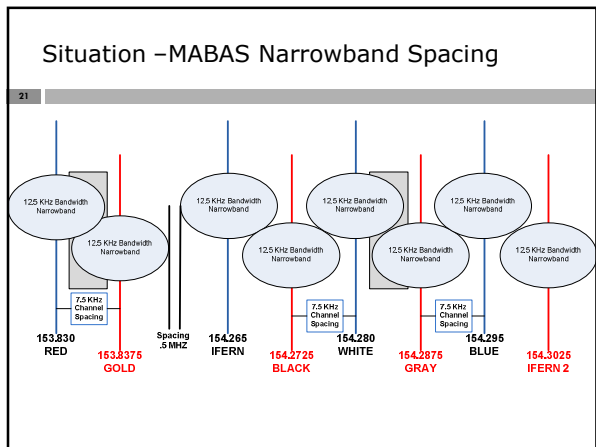 Situation –MABAS Narrowband Spacing
21
12.5 KHz Bandwidth
Narrowband
12.5 KHz Bandwidth
Narrowband
12.5 KHz Bandwidth
Narrowband
12.5 KHz Bandwidth
Narrowband
12.5 KHz Bandwidth
Narrowband
12.5 KHz Bandwidth
Narrowband
12.5 KHz Bandwidth
Narrowband
12.5 KHz Bandwidth
Narrowband
7.5 KHz
Channel
Spacing
7.5 KHz
Channel
Spacing
7.5 KHz
Channel
Spacing
153.830
RED
153.8375
GOLD
Spacing
.5 MHZ
154.265
IFERN
154.2725
BLACK
154.280
WHITE
154.2875
GRAY
154.295
BLUE
154.3025
IFERN 2